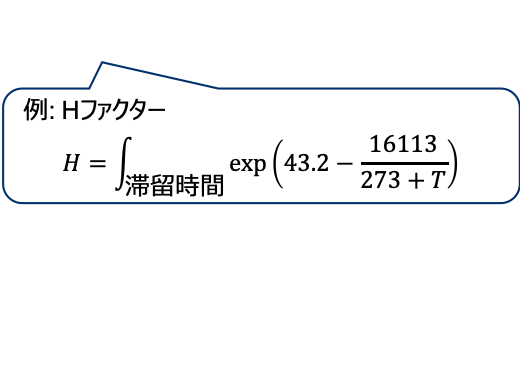 例: Hファクター
H = ∫滞留時間 exp(43.2 − 16113/(273 + T))